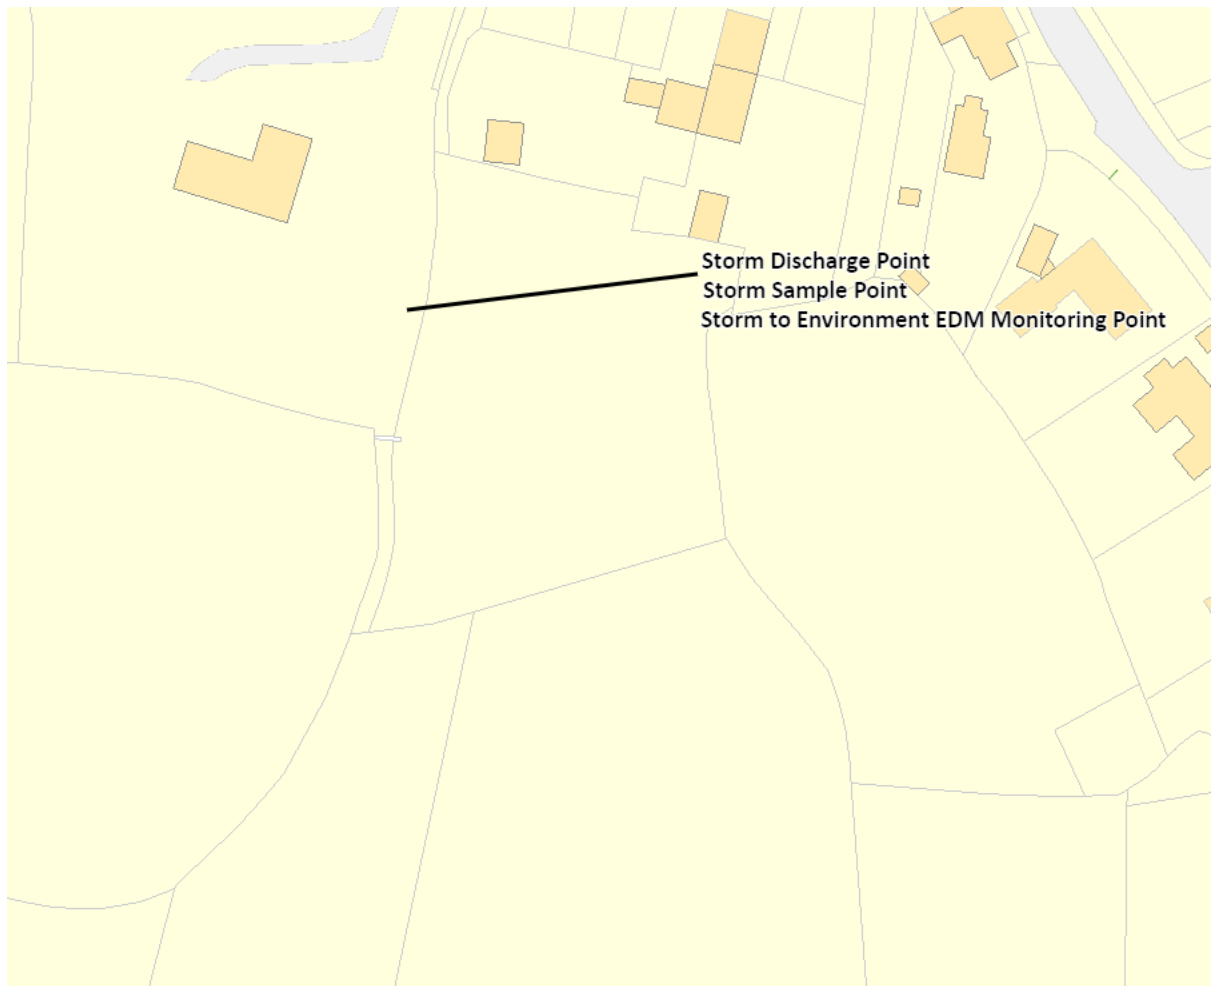 Storm Discharge Point
Storm Sample Point
Storm to Environment EDM Monitoring Point